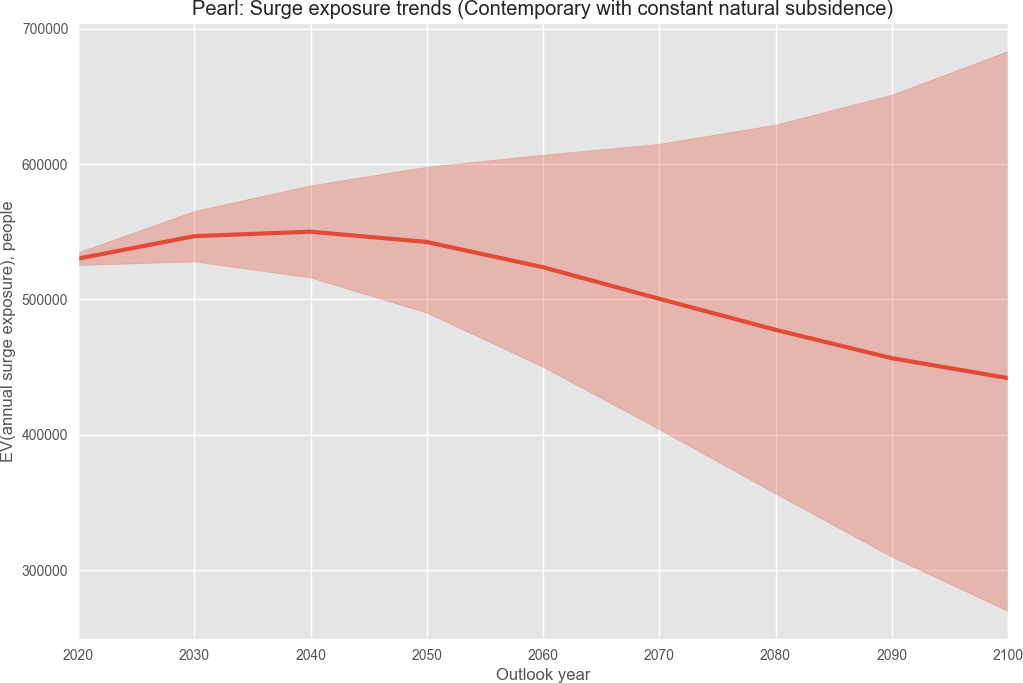 Pearl: Surge exposure trends (Contemporary with constant natural subsidence)
EV(annual surge exposure), people
700000
600000
500000
400000
300000
2020 2030 2040 2050 2060 2070 2080 2090 2100
Outlook year